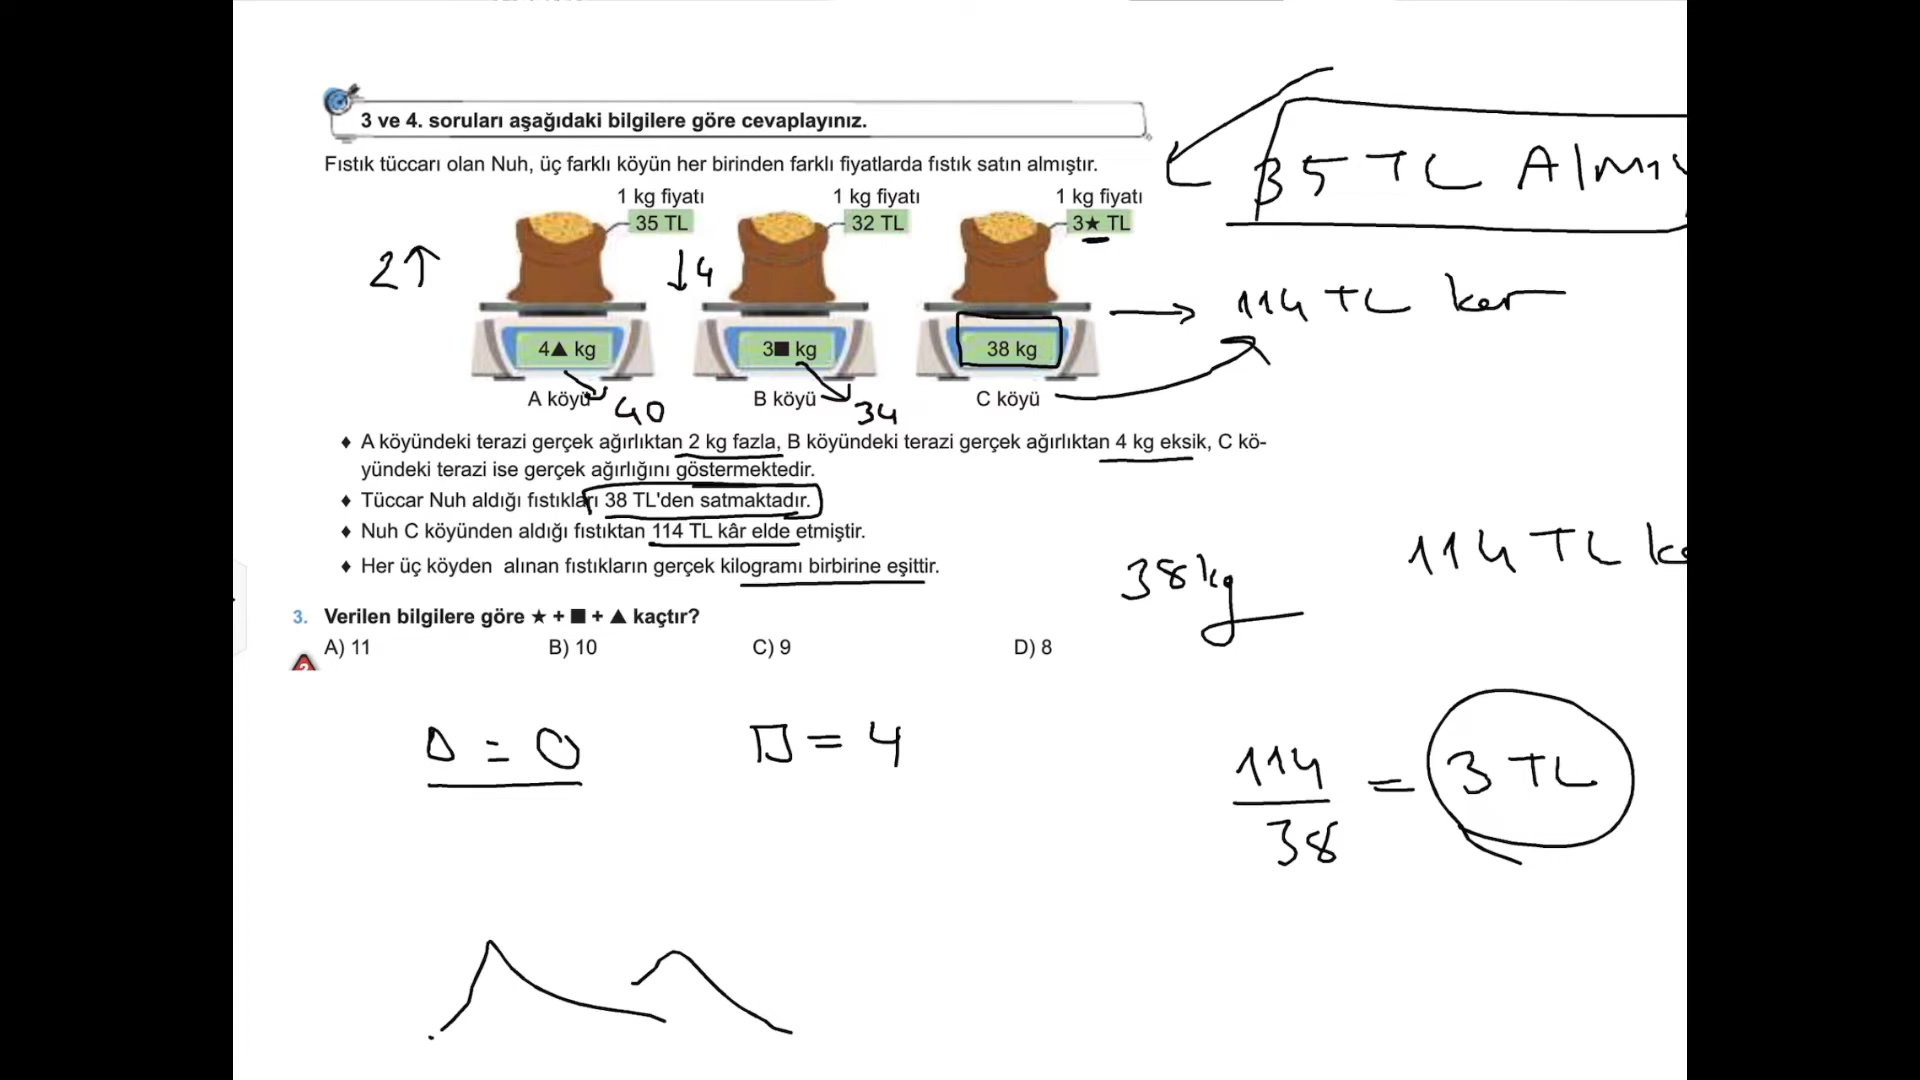 3 ve 4. soruları aşağıdaki bilgilere göre cevaplayınız.
Fıstık tüccarı olan Nuh, üç farklı köyün her birinden farklı fiyatlarda fıstık satın almıştır.
35 TL Almı
1 kg fiyatı 1 kg fiyatı 1 kg fiyatı
35 TL 32 TL 3★ TL
2↑ ↓4
→ 114 TL kar
4▲ kg 3■ kg 38 kg
A köyü B köyü C köyü
40 34
♦ A köyündeki terazi gerçek ağırlıktan 2 kg fazla, B köyündeki terazi gerçek ağırlıktan 4 kg eksik, C kö-
yündeki terazi ise gerçek ağırlığını göstermektedir.
♦ Tüccar Nuh aldığı fıstıkları 38 TL'den satmaktadır.
♦ Nuh C köyünden aldığı fıstıktan 114 TL kâr elde etmiştir.
♦ Her üç köyden alınan fıstıkların gerçek kilogramı birbirine eşittir.
38kg 114 TL ka
3. Verilen bilgilere göre ★ + ■ + ▲ kaçtır?
A) 11 B) 10 C) 9 D) 8
Δ = 0 □ = 4
114
38
= 3 TL